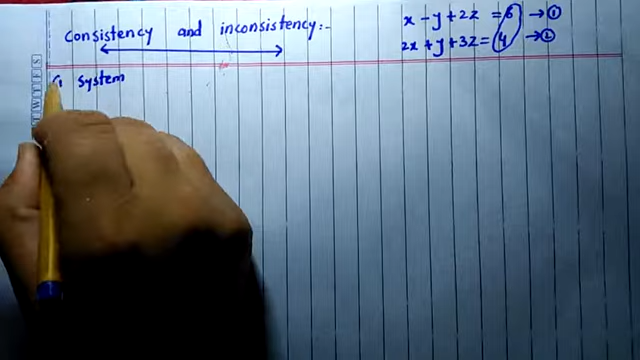 consistency and inconsistency:-
x - y + 2z = 6 → ①
2x + y + 3z = 4 → ②
a system